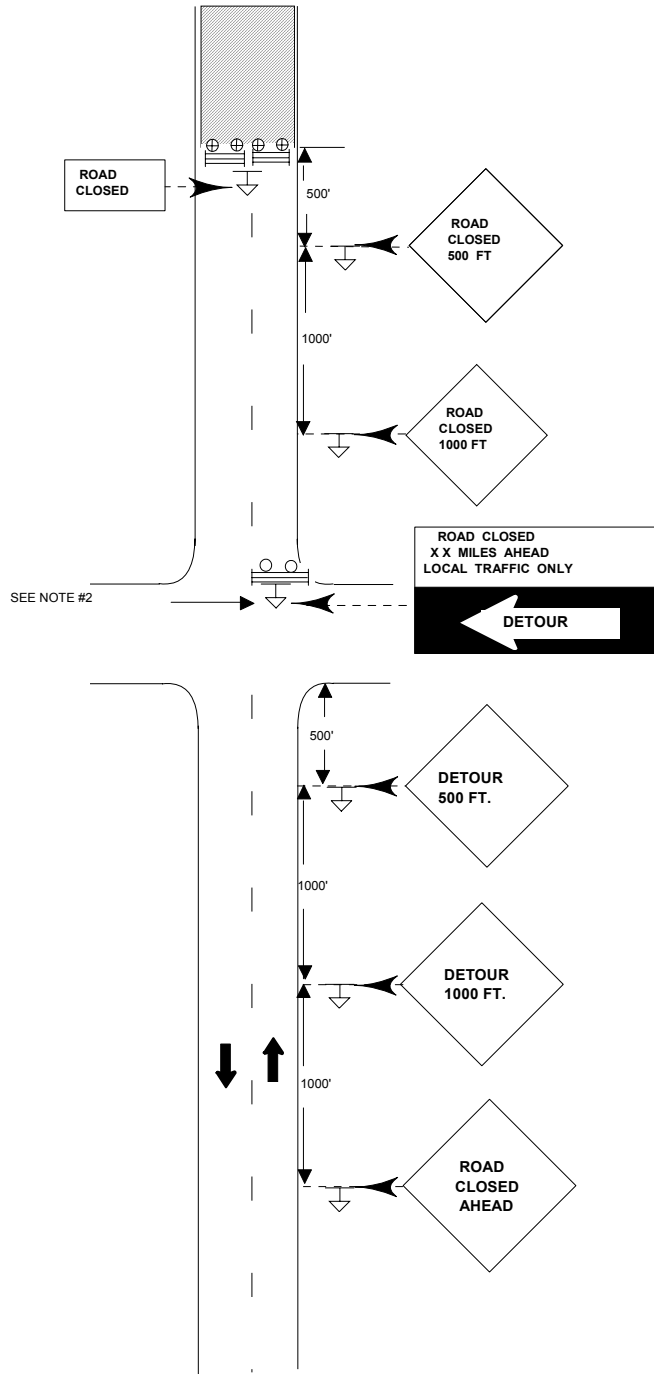 ROAD
CLOSED
500'
ROAD
CLOSED
500 FT
1000'
ROAD
CLOSED
1000 FT
ROAD CLOSED
X X MILES AHEAD
LOCAL TRAFFIC ONLY
SEE NOTE #2
DETOUR
500'
DETOUR
500 FT.
1000'
DETOUR
1000 FT.
1000'
ROAD
CLOSED
AHEAD